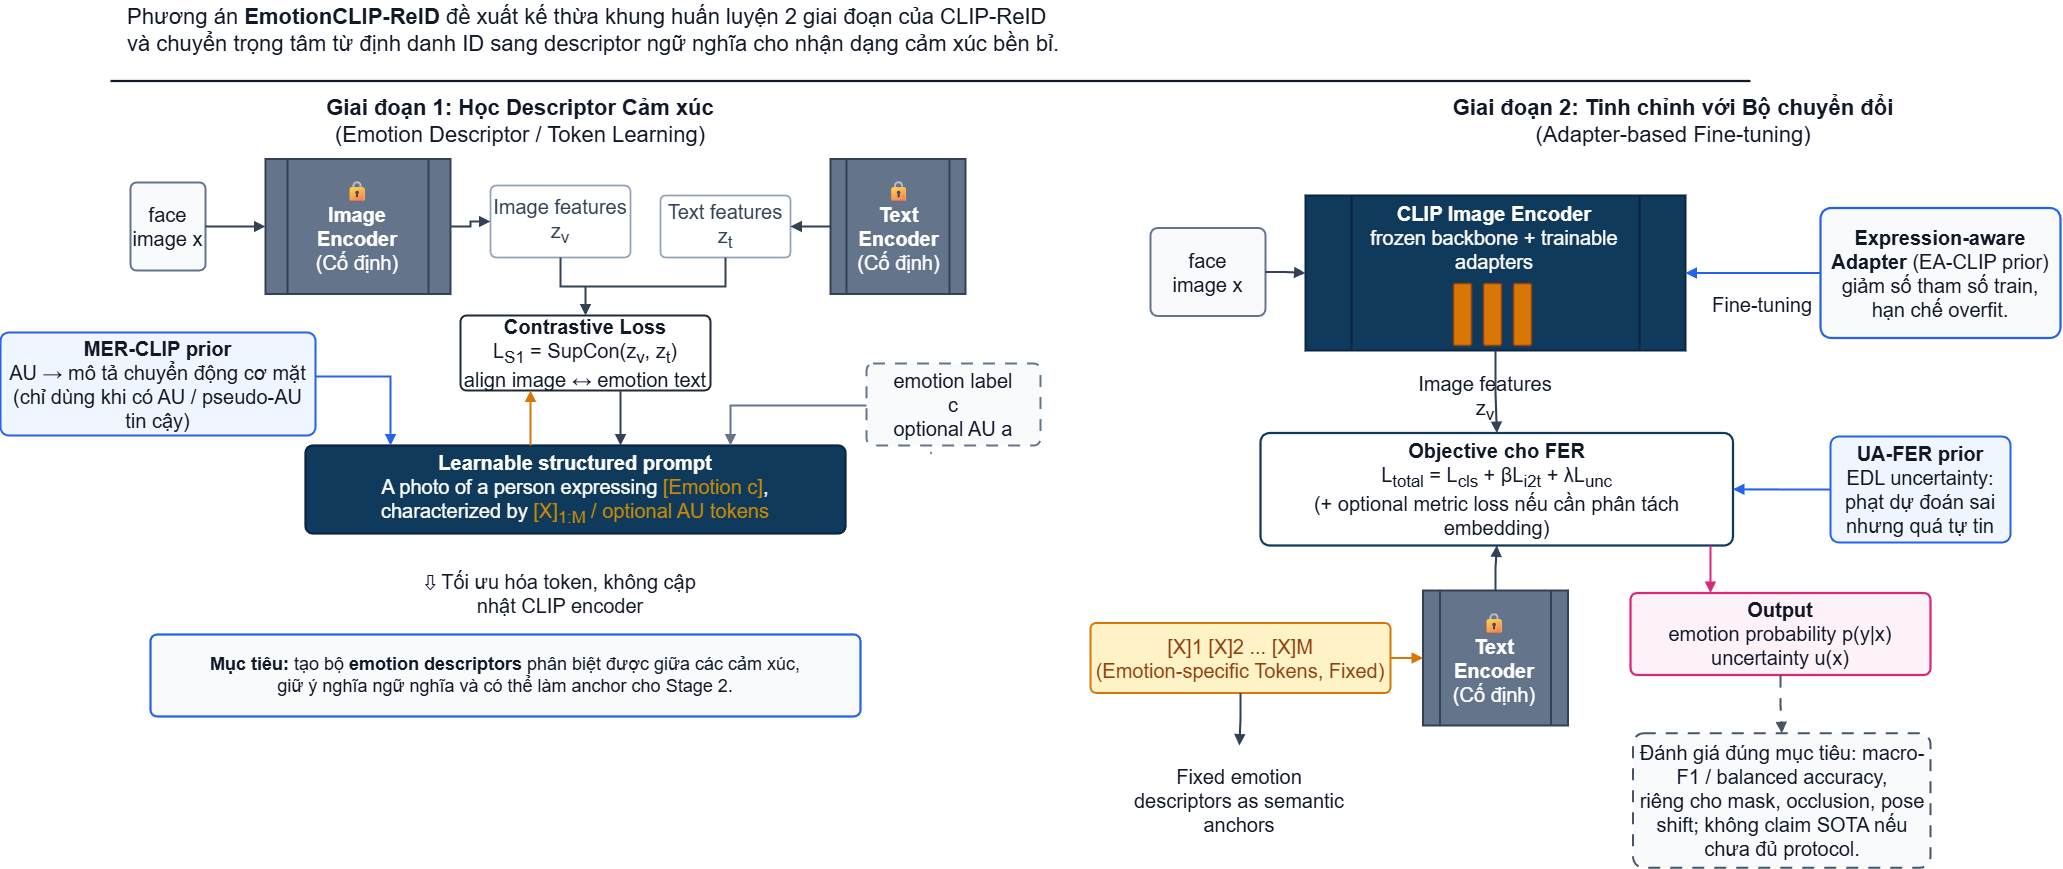 Phương án EmotionCLIP-ReID đề xuất kế thừa khung huấn luyện 2 giai đoạn của CLIP-ReID
và chuyển trọng tâm từ định danh ID sang descriptor ngữ nghĩa cho nhận dạng cảm xúc bền bỉ.
Giai đoạn 1: Học Descriptor Cảm xúc
(Emotion Descriptor / Token Learning)
face
image x
🔒
Image
Encoder
(Cố định)
Image features
z_v
Text features
z_t
🔒
Text
Encoder
(Cố định)
Contrastive Loss
L_S1 = SupCon(z_v, z_t)
align image ↔ emotion text
MER-CLIP prior
AU → mô tả chuyển động cơ mặt
(chỉ dùng khi có AU / pseudo-AU
tin cậy)
emotion label
c
optional AU a
Learnable structured prompt
A photo of a person expressing [Emotion c],
characterized by [X]_1:M / optional AU tokens
⇩ Tối ưu hóa token, không cập
nhật CLIP encoder
Mục tiêu: tạo bộ emotion descriptors phân biệt được giữa các cảm xúc,
giữ ý nghĩa ngữ nghĩa và có thể làm anchor cho Stage 2.
Giai đoạn 2: Tinh chỉnh với Bộ chuyển đổi
(Adapter-based Fine-tuning)
face
image x
CLIP Image Encoder
frozen backbone + trainable
adapters
Expression-aware
Adapter (EA-CLIP prior)
giảm số tham số train,
hạn chế overfit.
Fine-tuning
Image features
z_v
Objective cho FER
L_total = L_cls + βL_i2t + λL_unc
(+ optional metric loss nếu cần phân tách
embedding)
UA-FER prior
EDL uncertainty:
phạt dự đoán sai
nhưng quá tự tin
[X]1 [X]2 ... [X]M
(Emotion-specific Tokens, Fixed)
🔒
Text
Encoder
(Cố định)
Output
emotion probability p(y|x)
uncertainty u(x)
Fixed emotion
descriptors as semantic
anchors
Đánh giá đúng mục tiêu: macro-
F1 / balanced accuracy,
riêng cho mask, occlusion, pose
shift; không claim SOTA nếu
chưa đủ protocol.